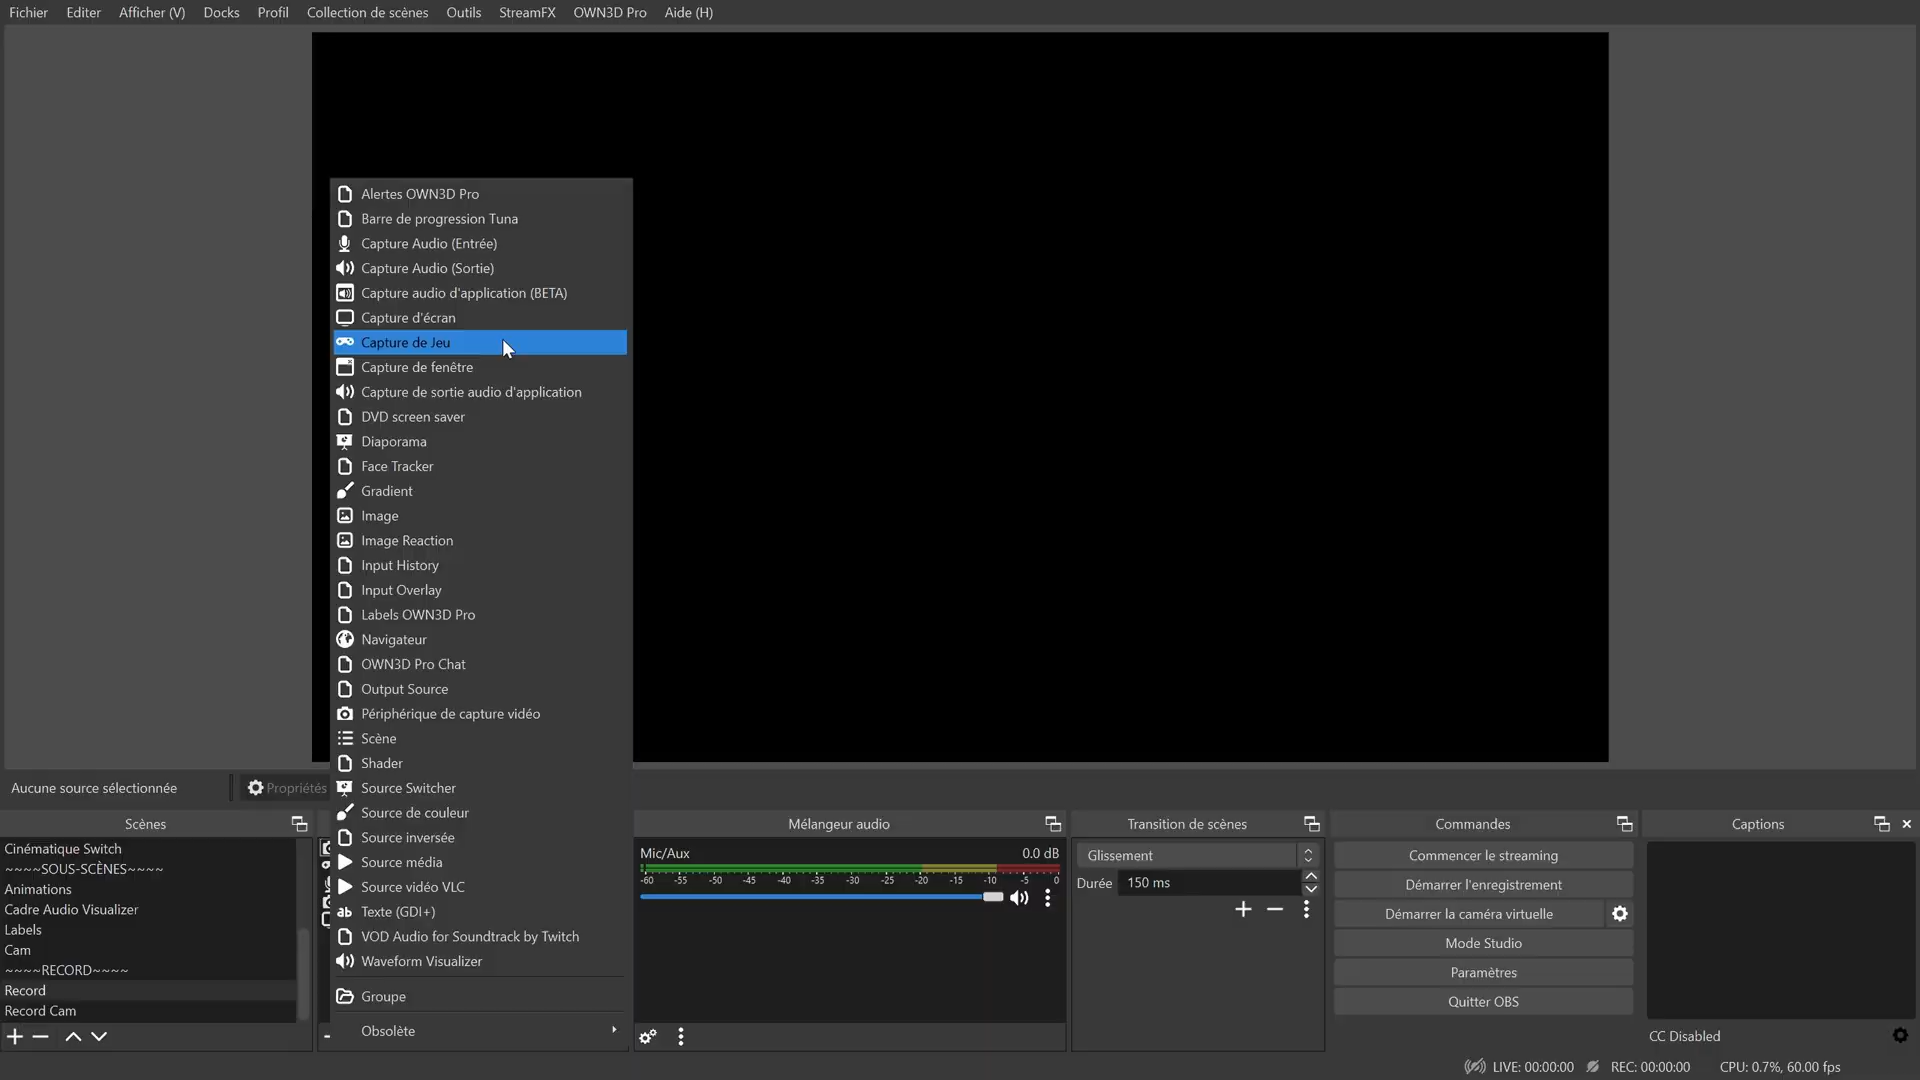 Fichier Editer Afficher (V) Docks Profil Collection de scènes Outils StreamFX OWN3D Pro Aide (H)
Alertes OWN3D Pro
Barre de progression Tuna
Capture Audio (Entrée)
Capture Audio (Sortie)
Capture audio d'application (BETA)
Capture d'écran
Capture de Jeu
Capture de fenêtre
Capture de sortie audio d'application
DVD screen saver
Diaporama
Face Tracker
Gradient
Image
Image Reaction
Input History
Input Overlay
Labels OWN3D Pro
Navigateur
OWN3D Pro Chat
Output Source
Périphérique de capture vidéo
Scène
Shader
Source Switcher
Source de couleur
Source inversée
Source média
Source vidéo VLC
ab Texte (GDI+)
VOD Audio for Soundtrack by Twitch
Waveform Visualizer
Groupe
Obsolète
Aucune source sélectionnée
Propriétés
Scènes
Cinématique Switch
~~~~SOUS-SCÈNES~~~~
Animations
Cadre Audio Visualizer
Labels
Cam
~~~~RECORD~~~~
Record
Record Cam
Mélangeur audio
Mic/Aux 0.0 dB
-60 -55 -50 -45 -40 -35 -30 -25 -20 -15 -10 -5 0
Transition de scènes
Glissement
Durée 150 ms
Commandes
Commencer le streaming
Démarrer l'enregistrement
Démarrer la caméra virtuelle
Mode Studio
Paramètres
Quitter OBS
Captions
CC Disabled
LIVE: 00:00:00 REC: 00:00:00 CPU: 0.7%, 60.00 fps